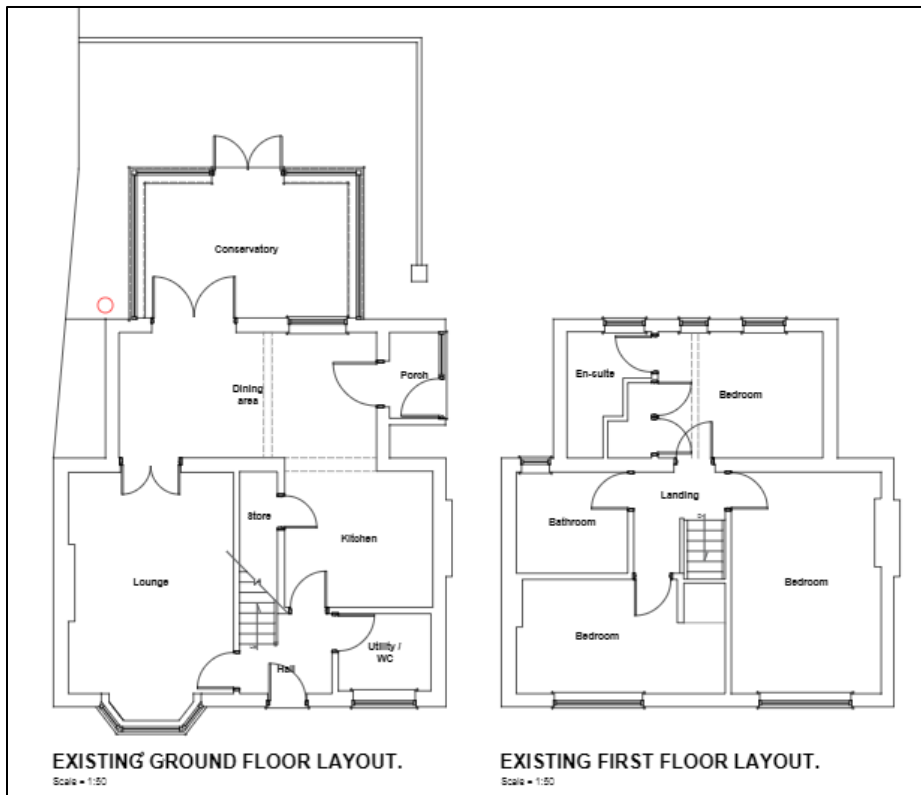 Conservatory
Dining
area
Porch
Store
Kitchen
Lounge
Hall
Utility /
WC
EXISTING GROUND FLOOR LAYOUT.
Scale = 1:50
En-suite
Bedroom
Landing
Bathroom
Bedroom
Bedroom
EXISTING FIRST FLOOR LAYOUT.
Scale = 1:50